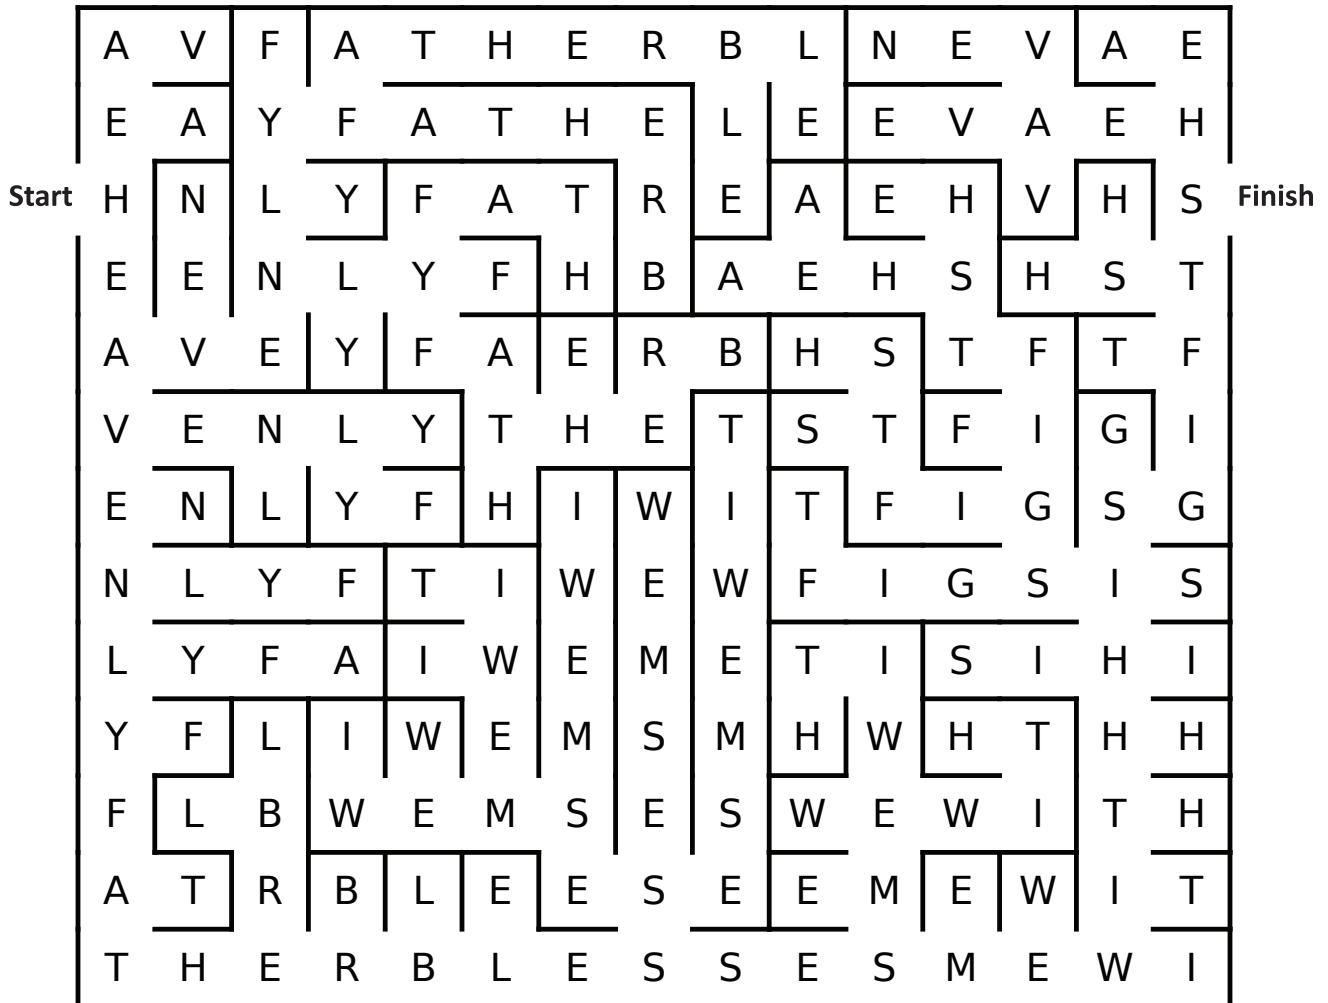 A V F A T H E R B L N E V A E
E A Y F A T H E L E E V A E H
Start H N L Y F A T R E A E H V H S Finish
E E N L Y F H B A E H S H S T
A V E Y F A E R B H S T F T F
V E N L Y T H E T S T F I G I
E N L Y F H I W I T F I G S G
N L Y F T I W E W F I G S I S
L Y F A I W E M E T I S I H I
Y F L I W E M S M H W H T H H
F L B W E M S E S W E W I T H
A T R B L E E S E E M E W I T
T H E R B L E S S E S M E W I